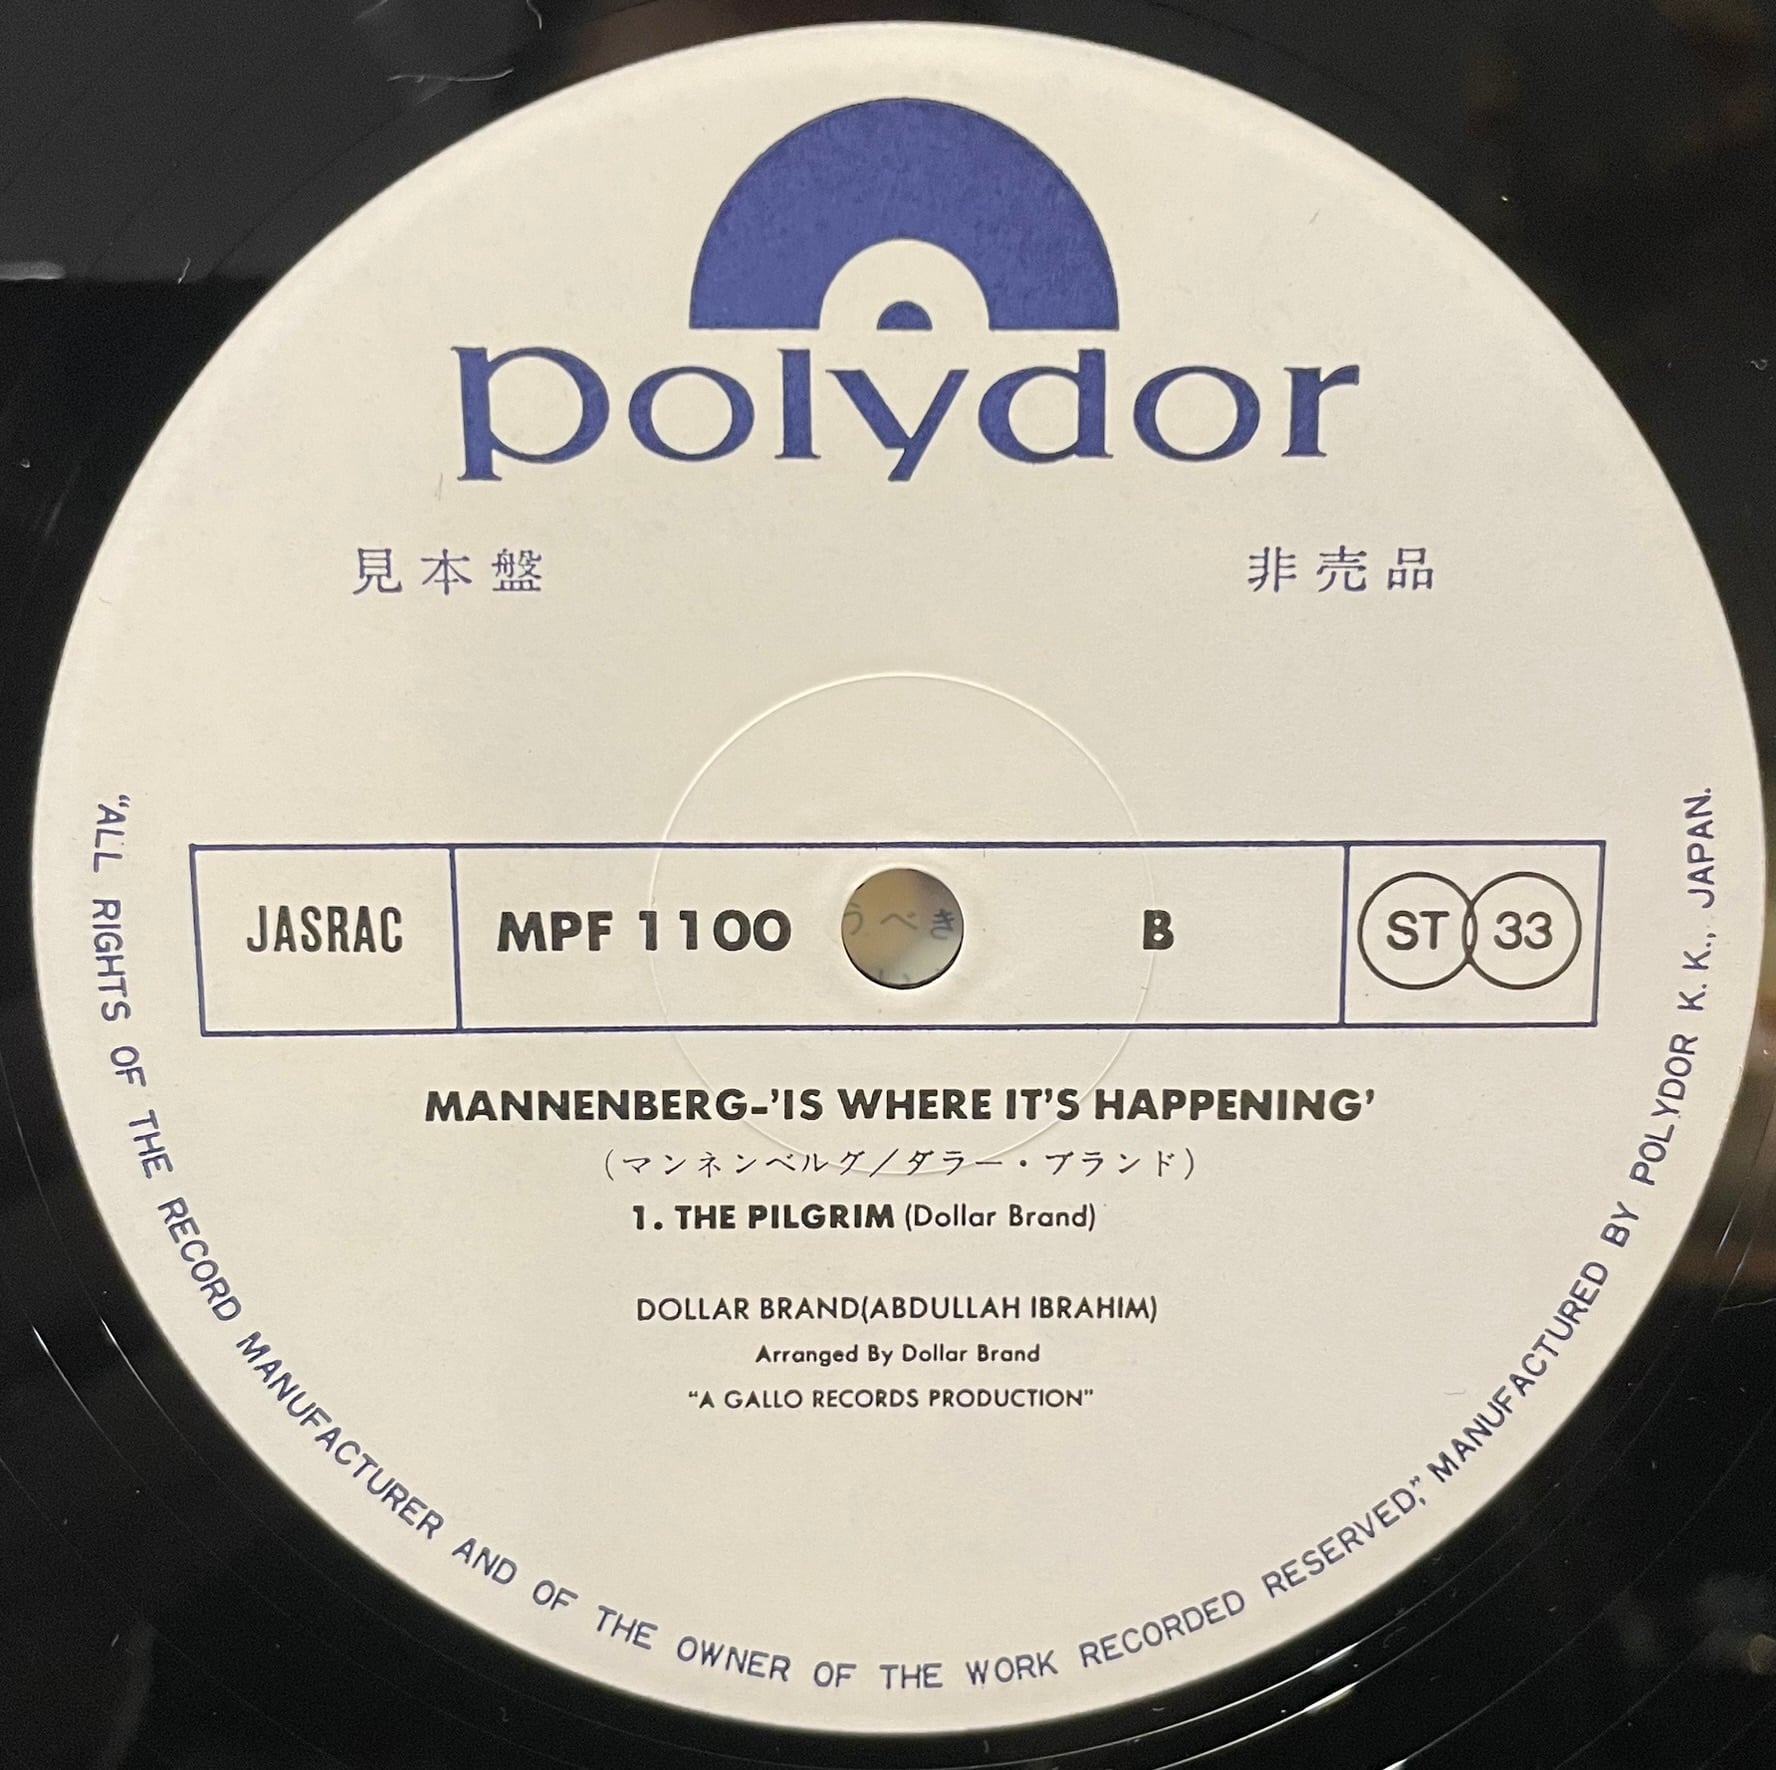 polydor
見本盤 非売品
JASRAC MPF 1100 B ST 33
うべき
MANNENBERG-'IS WHERE IT'S HAPPENING'
(マンネンベルグ/ダラー・ブランド)
1. THE PILGRIM (Dollar Brand)
DOLLAR BRAND(ABDULLAH IBRAHIM)
Arranged By Dollar Brand
"A GALLO RECORDS PRODUCTION"
"ALL RIGHTS OF THE RECORD MANUFACTURER AND OF THE OWNER OF THE WORK RECORDED RESERVED," MANUFACTURED BY POLYDOR K. K., JAPAN.